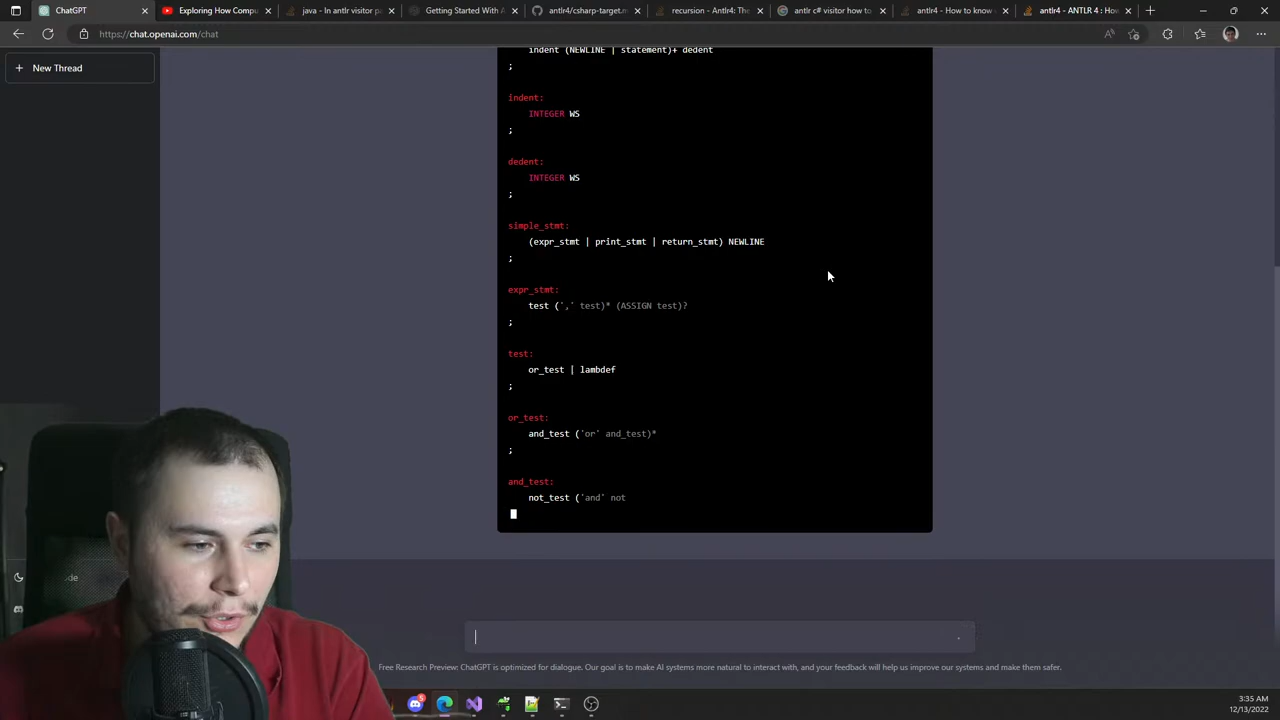 ChatGPT
Exploring How Compu
java - In antlr visitor pa
Getting Started With A
antlr4/csharp-target.m
recursion - Antlr4: The
antlr c# visitor how to
antlr4 - How to know
antlr4 - ANTLR 4 : How
https://chat.openai.com/chat
New Thread
indent (NEWLINE | statement)+ dedent
;
indent:
INTEGER WS
;
dedent:
INTEGER WS
;
simple_stmt:
(expr_stmt | print_stmt | return_stmt) NEWLINE
;
expr_stmt:
test (',' test)* (ASSIGN test)?
;
test:
or_test | lambdef
;
or_test:
and_test ('or' and_test)*
;
and_test:
not_test ('and' not
Free Research Preview: ChatGPT is optimized for dialogue. Our goal is to make AI systems more natural to interact with, and your feedback will help us improve our systems and make them safer.
3:35 AM
12/13/2022